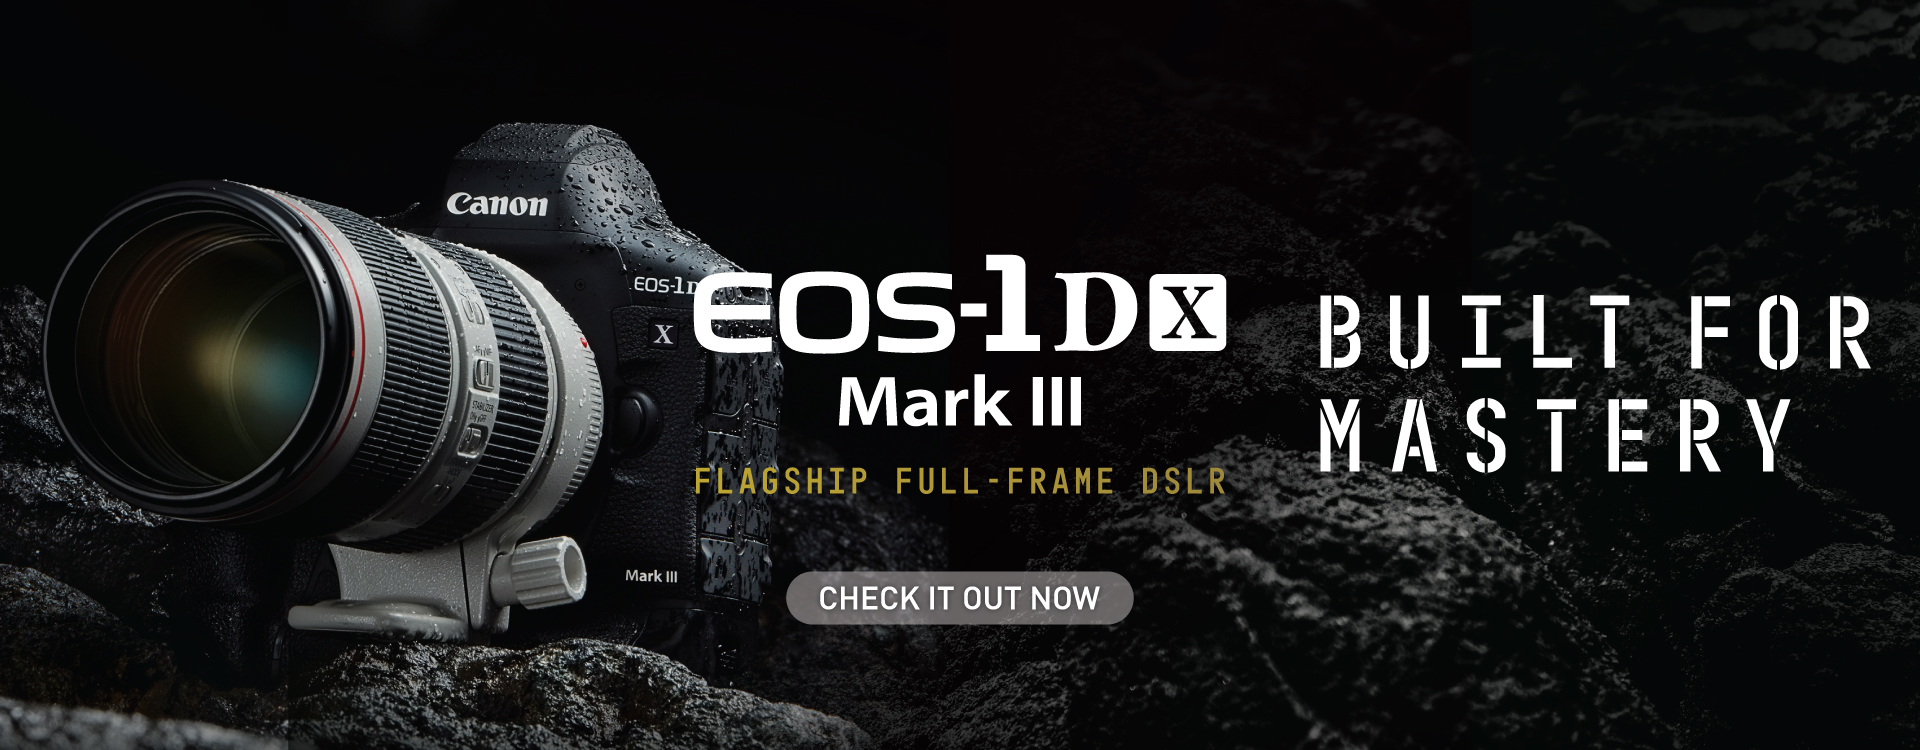 Canon
EOS-1D
X
Mark III
STABILIZER
EOS-1D X
Mark III
FLAGSHIP FULL-FRAME DSLR
CHECK IT OUT NOW
BUILT FOR
MASTERY